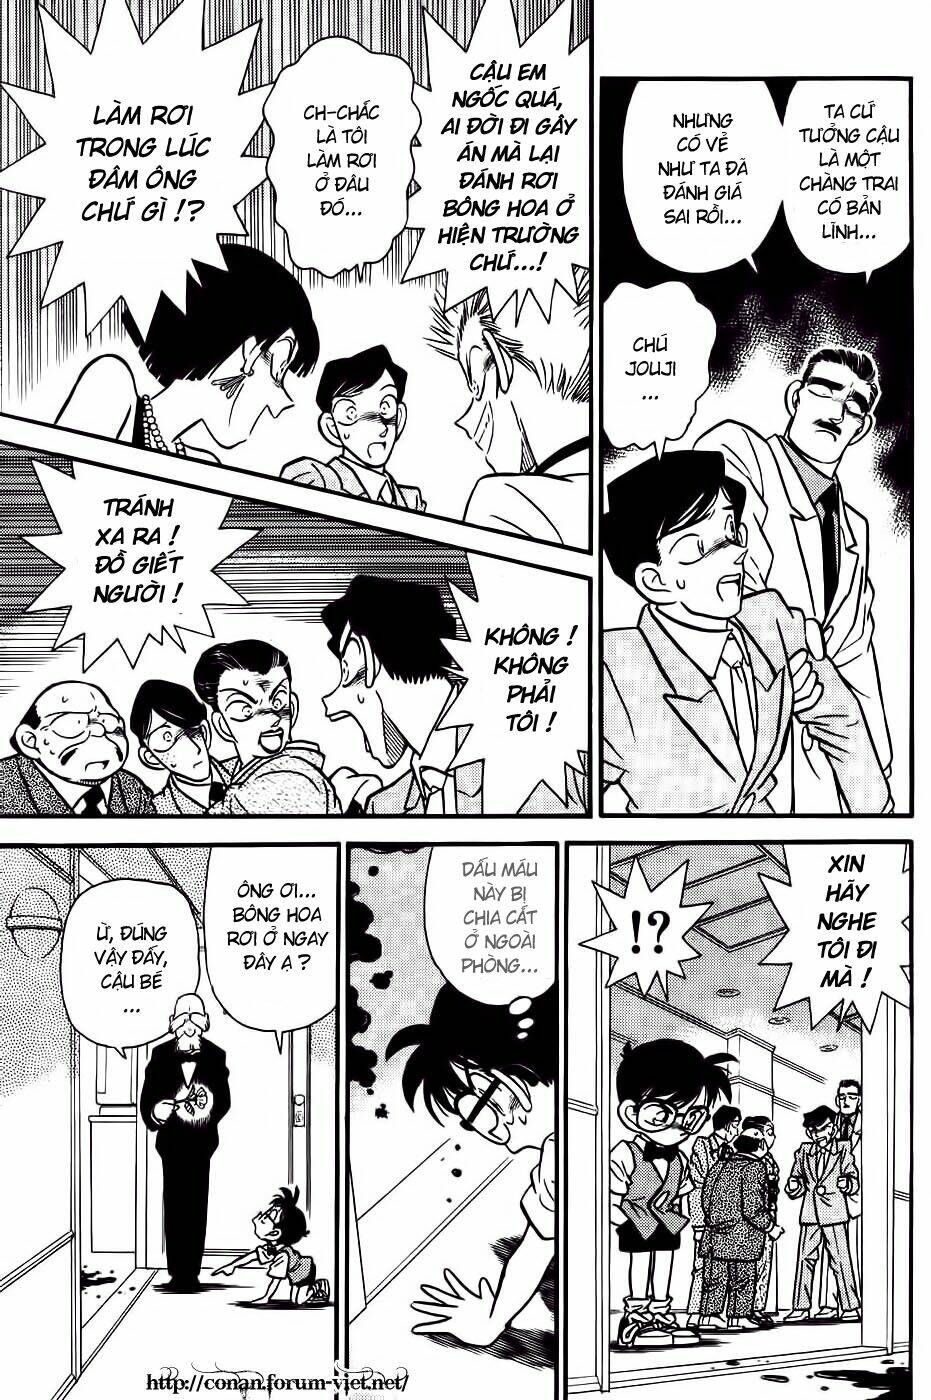 TA CỨ
TƯỞNG CẬU
LÀ MỘT
CHÀNG TRAI
CÓ BẢN
LĨNH...
NHƯNG
CÓ VẺ
NHƯ TA ĐÃ
ĐÁNH GIÁ
SAI RỒI...
CHÚ
JOUJI
...
CẬU EM
NGỐC QUÁ,
AI ĐỜI ĐI GÂY
ÁN MÀ LẠI
ĐÁNH RƠI
BÔNG HOA Ở
HIỆN TRƯỜNG
CHỨ...!
CH-CHẮC
LÀ TÔI
LÀM RƠI
Ở ĐÂU
ĐÓ...
LÀM RƠI
TRONG LÚC
ĐÂM ÔNG
CHỨ GÌ !?
KHÔNG !
KHÔNG
PHẢI
TÔI !
TRÁNH
XA RA !
ĐỒ GIẾT
NGƯỜI !
XIN
HÃY
NGHE
TÔI ĐI
MÀ !
!?
DẤU MÁU
NÀY BỊ
CHIA CẮT
Ở NGOÀI
PHÒNG...
ÔNG ƠI...
BÔNG HOA
RƠI Ở NGAY
ĐÂY Ạ ?
Ừ, ĐÚNG
VẬY ĐẤY,
CẬU BÉ
...
http://conan.forum-viet.net/